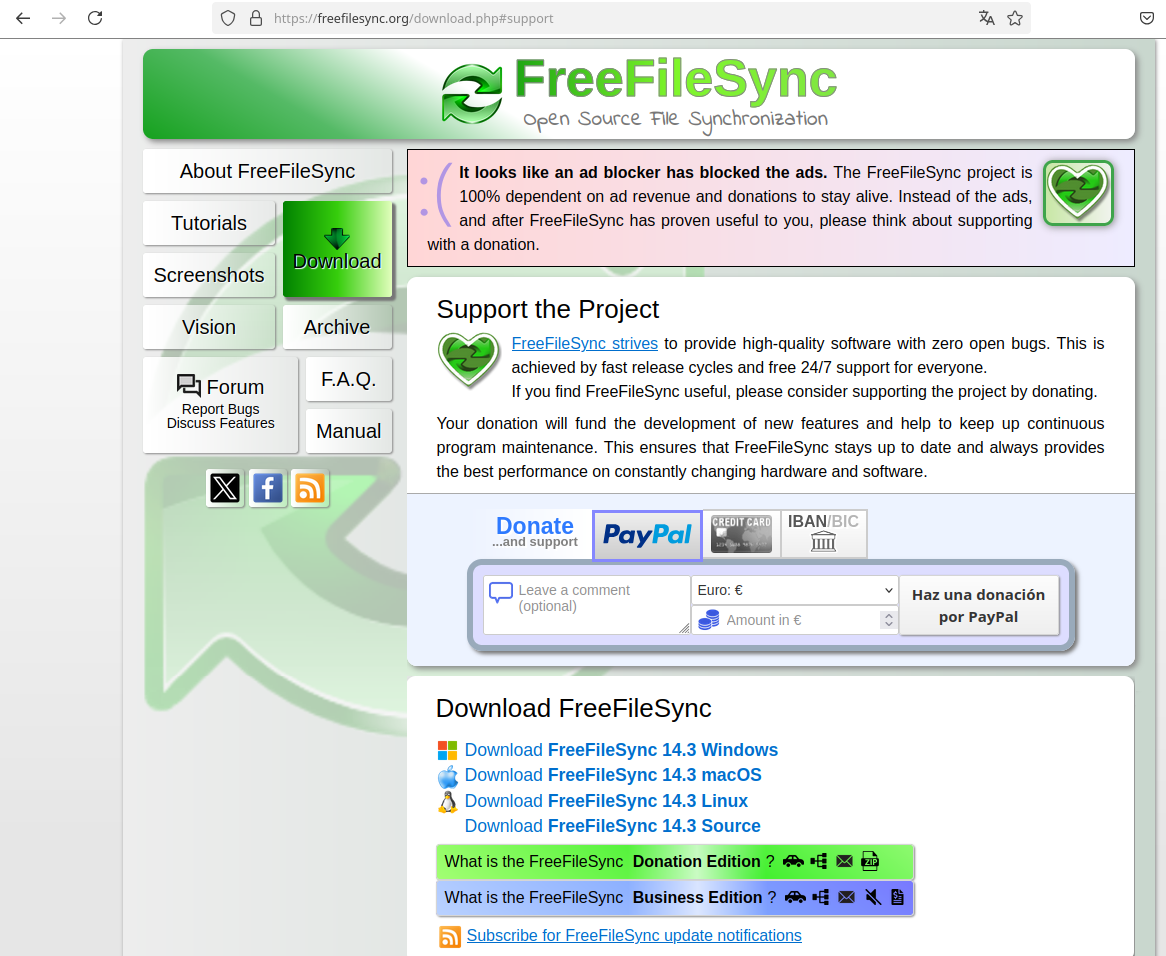 https://freefilesync.org/download.php#support
FreeFileSync
Open Source File Synchronization
About FreeFileSync
Tutorials
Download
Screenshots
Vision
Archive
Forum
Report Bugs
Discuss Features
F.A.Q.
Manual
:(
It looks like an ad blocker has blocked the ads. The FreeFileSync project is
100% dependent on ad revenue and donations to stay alive. Instead of the ads,
and after FreeFileSync has proven useful to you, please think about supporting
with a donation.
Support the Project
FreeFileSync strives to provide high-quality software with zero open bugs. This is
achieved by fast release cycles and free 24/7 support for everyone.
If you find FreeFileSync useful, please consider supporting the project by donating.
Your donation will fund the development of new features and help to keep up continuous
program maintenance. This ensures that FreeFileSync stays up to date and always provides
the best performance on constantly changing hardware and software.
Donate
...and support
PayPal
CREDIT CARD
IBAN/BIC
Leave a comment
(optional)
Euro: €
Amount in €
Haz una donación
por PayPal
Download FreeFileSync
Download FreeFileSync 14.3 Windows
Download FreeFileSync 14.3 macOS
Download FreeFileSync 14.3 Linux
Download FreeFileSync 14.3 Source
What is the FreeFileSync Donation Edition ? ZIP
What is the FreeFileSync Business Edition ?
Subscribe for FreeFileSync update notifications